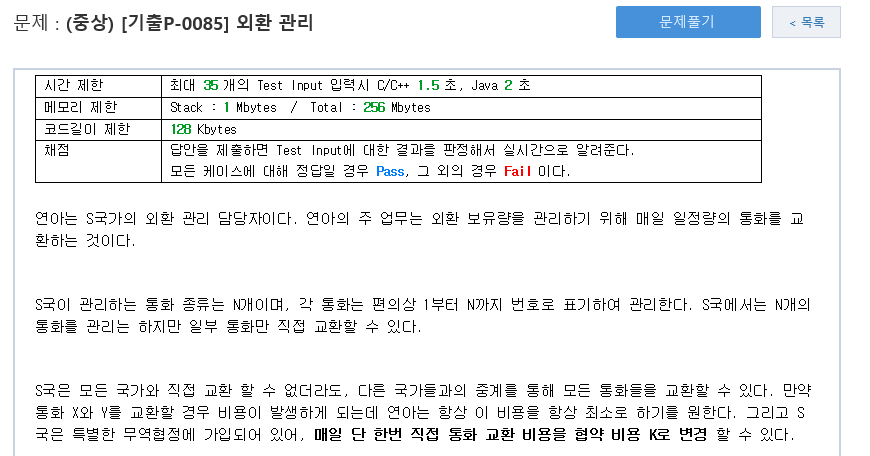 문제 : (중상) [기출P-0085] 외환 관리
문제풀기
< 목록
시간 제한 최대 35개의 Test Input 입력시 C/C++ 1.5초, Java 2초
메모리 제한 Stack : 1 Mbytes / Total : 256 Mbytes
코드길이 제한 128 Kbytes
채점 답안을 제출하면 Test Input에 대한 결과를 판정해서 실시간으로 알려준다.
모든 케이스에 대해 정답일 경우 Pass, 그 외의 경우 Fail 이다.
연아는 S국가의 외환 관리 담당자이다. 연아의 주 업무는 외환 보유량을 관리하기 위해 매일 일정량의 통화를 교
환하는 것이다.
S국이 관리하는 통화 종류는 N개이며, 각 통화는 편의상 1부터 N까지 번호로 표기하여 관리한다. S국에서는 N개의
통화를 관리는 하지만 일부 통화만 직접 교환할 수 있다.
S국은 모든 국가와 직접 교환 할 수 없더라도, 다른 국가들과의 중계를 통해 모든 통화들을 교환할 수 있다. 만약
통화 X와 Y를 교환할 경우 비용이 발생하게 되는데 연아는 항상 이 비용을 항상 최소로 하기를 원한다. 그리고 S
국은 특별한 무역협정에 가입되어 있어, 매일 단 한번 직접 통화 교환 비용을 협약 비용 K로 변경 할 수 있다.